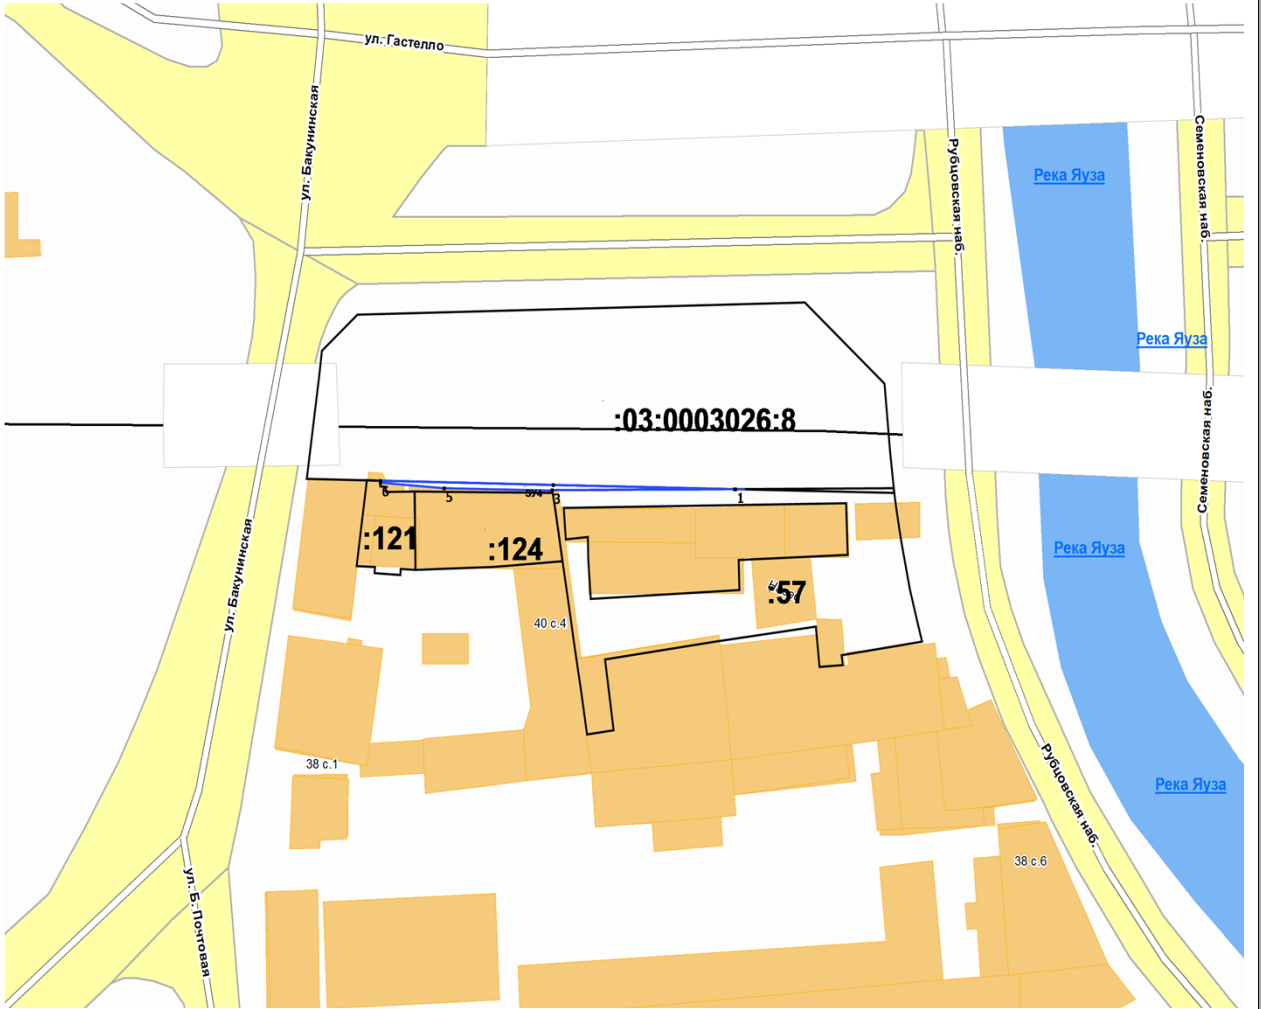 ул. Гастелло
ул. Бакунинская
Рубцовская наб.
Семеновская наб.
Река Яуза
Река Яуза
:03:0003026:8
Семеновская наб.
6
5
3
1
:121
:124
Река Яуза
:57
ул. Бакунинская
40 с.4
38 с.1
Рубцовская наб.
Река Яуза
38 с.6
ул. Б. Почтовая